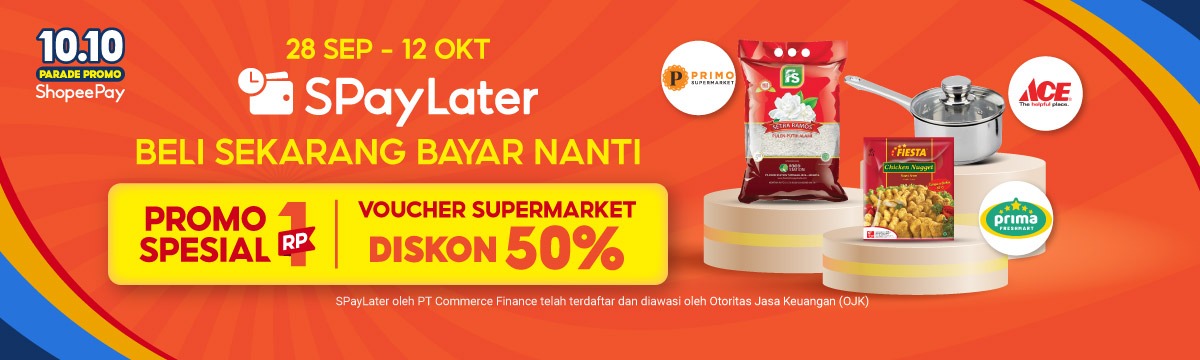 10.10
PARADE PROMO
ShopeePay
28 SEP - 12 OKT
SPayLater
BELI SEKARANG BAYAR NANTI
PROMO
SPESIAL
1
RP
VOUCHER SUPERMARKET
DISKON 50%
SPayLater oleh PT Commerce Finance telah terdaftar dan diawasi oleh Otoritas Jasa Keuangan (OJK)
P PRIMO
SUPERMARKET
FS
SETRA RAMOS
FOOD
STATION
ACE
The helpful place.
FIESTA
Chicken Nugget
prima
FRESHMART